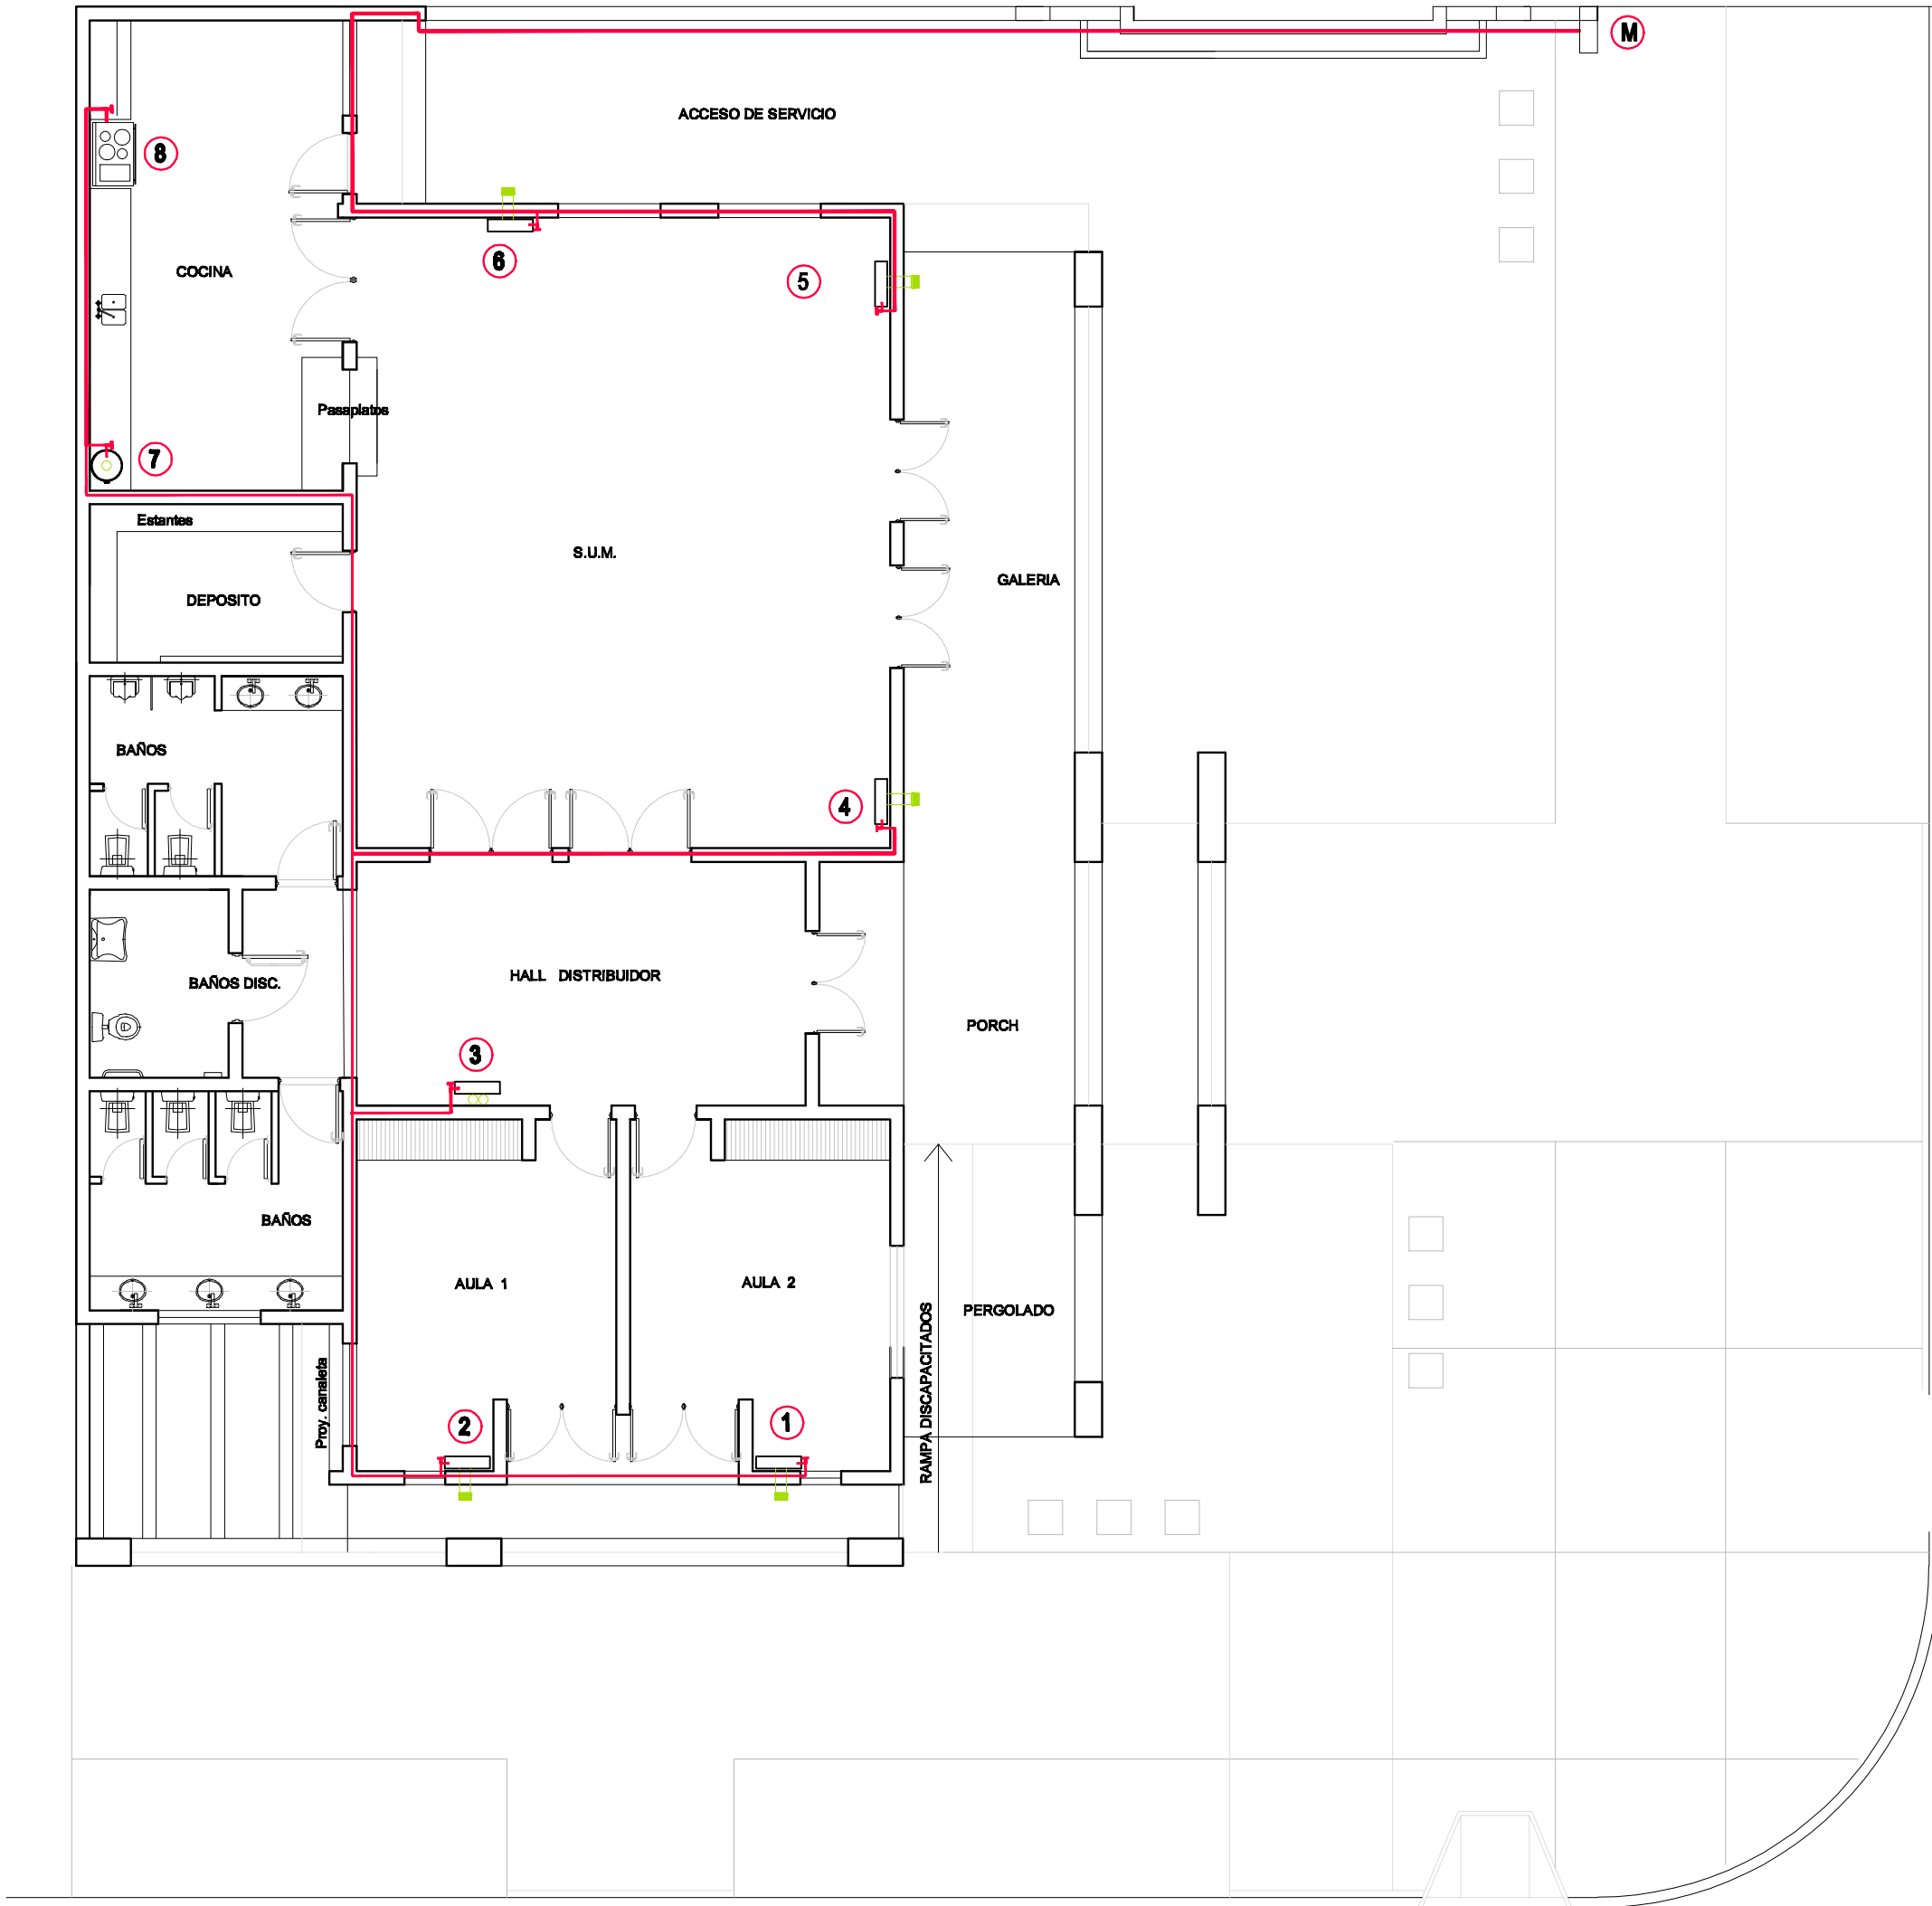 M
ACCESO DE SERVICIO
8
6
COCINA
5
Pasaplatos
7
Estantes
S.U.M.
GALERIA
DEPOSITO
BAÑOS
4
HALL DISTRIBUIDOR
BAÑOS DISC.
PORCH
3
BAÑOS
AULA 1
AULA 2
PERGOLADO
RAMPA DISCAPACITADOS
Proy. canaleta
2
1